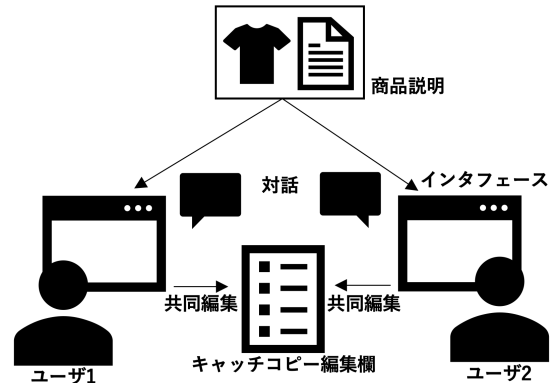 商品説明
対話
インタフェース
共同編集
共同編集
キャッチコピー編集欄
ユーザ1
ユーザ2